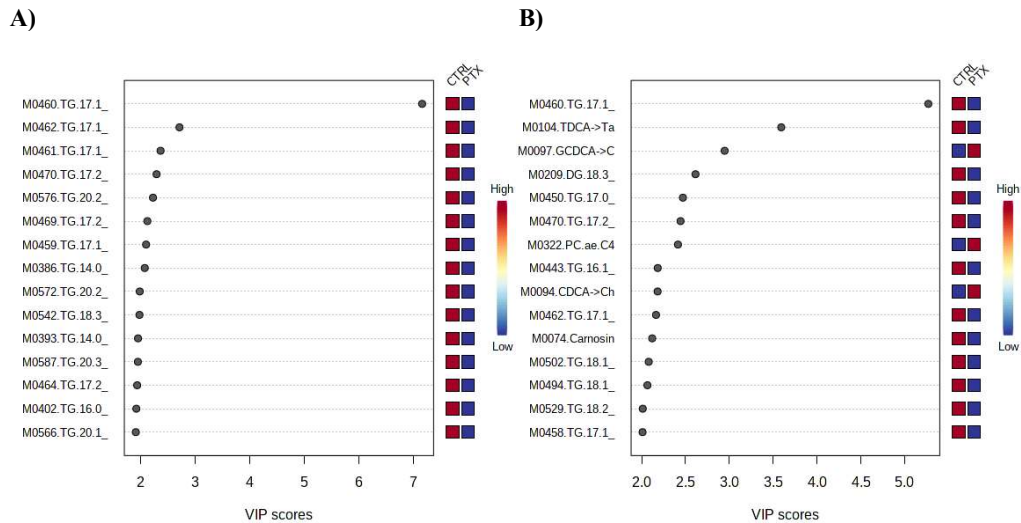 A)
B)
CTRL
PTX
M0460.TG.17.1_
M0462.TG.17.1_
M0461.TG.17.1_
M0470.TG.17.2_
M0576.TG.20.2_
M0469.TG.17.2_
M0459.TG.17.1_
M0386.TG.14.0_
M0572.TG.20.2_
M0542.TG.18.3_
M0393.TG.14.0_
M0587.TG.20.3_
M0464.TG.17.2_
M0402.TG.16.0_
M0566.TG.20.1_
High
Low
2 3 4 5 6 7
VIP scores
CTRL
PTX
M0460.TG.17.1_
M0104.TDCA->Ta
M0097.GCDCA->C
M0209.DG.18.3_
M0450.TG.17.0_
M0470.TG.17.2_
M0322.PC.ae.C4
M0443.TG.16.1_
M0094.CDCA->Ch
M0462.TG.17.1_
M0074.Carnosin
M0502.TG.18.1_
M0494.TG.18.1_
M0529.TG.18.2_
M0458.TG.17.1_
High
Low
2.0 2.5 3.0 3.5 4.0 4.5 5.0
VIP scores